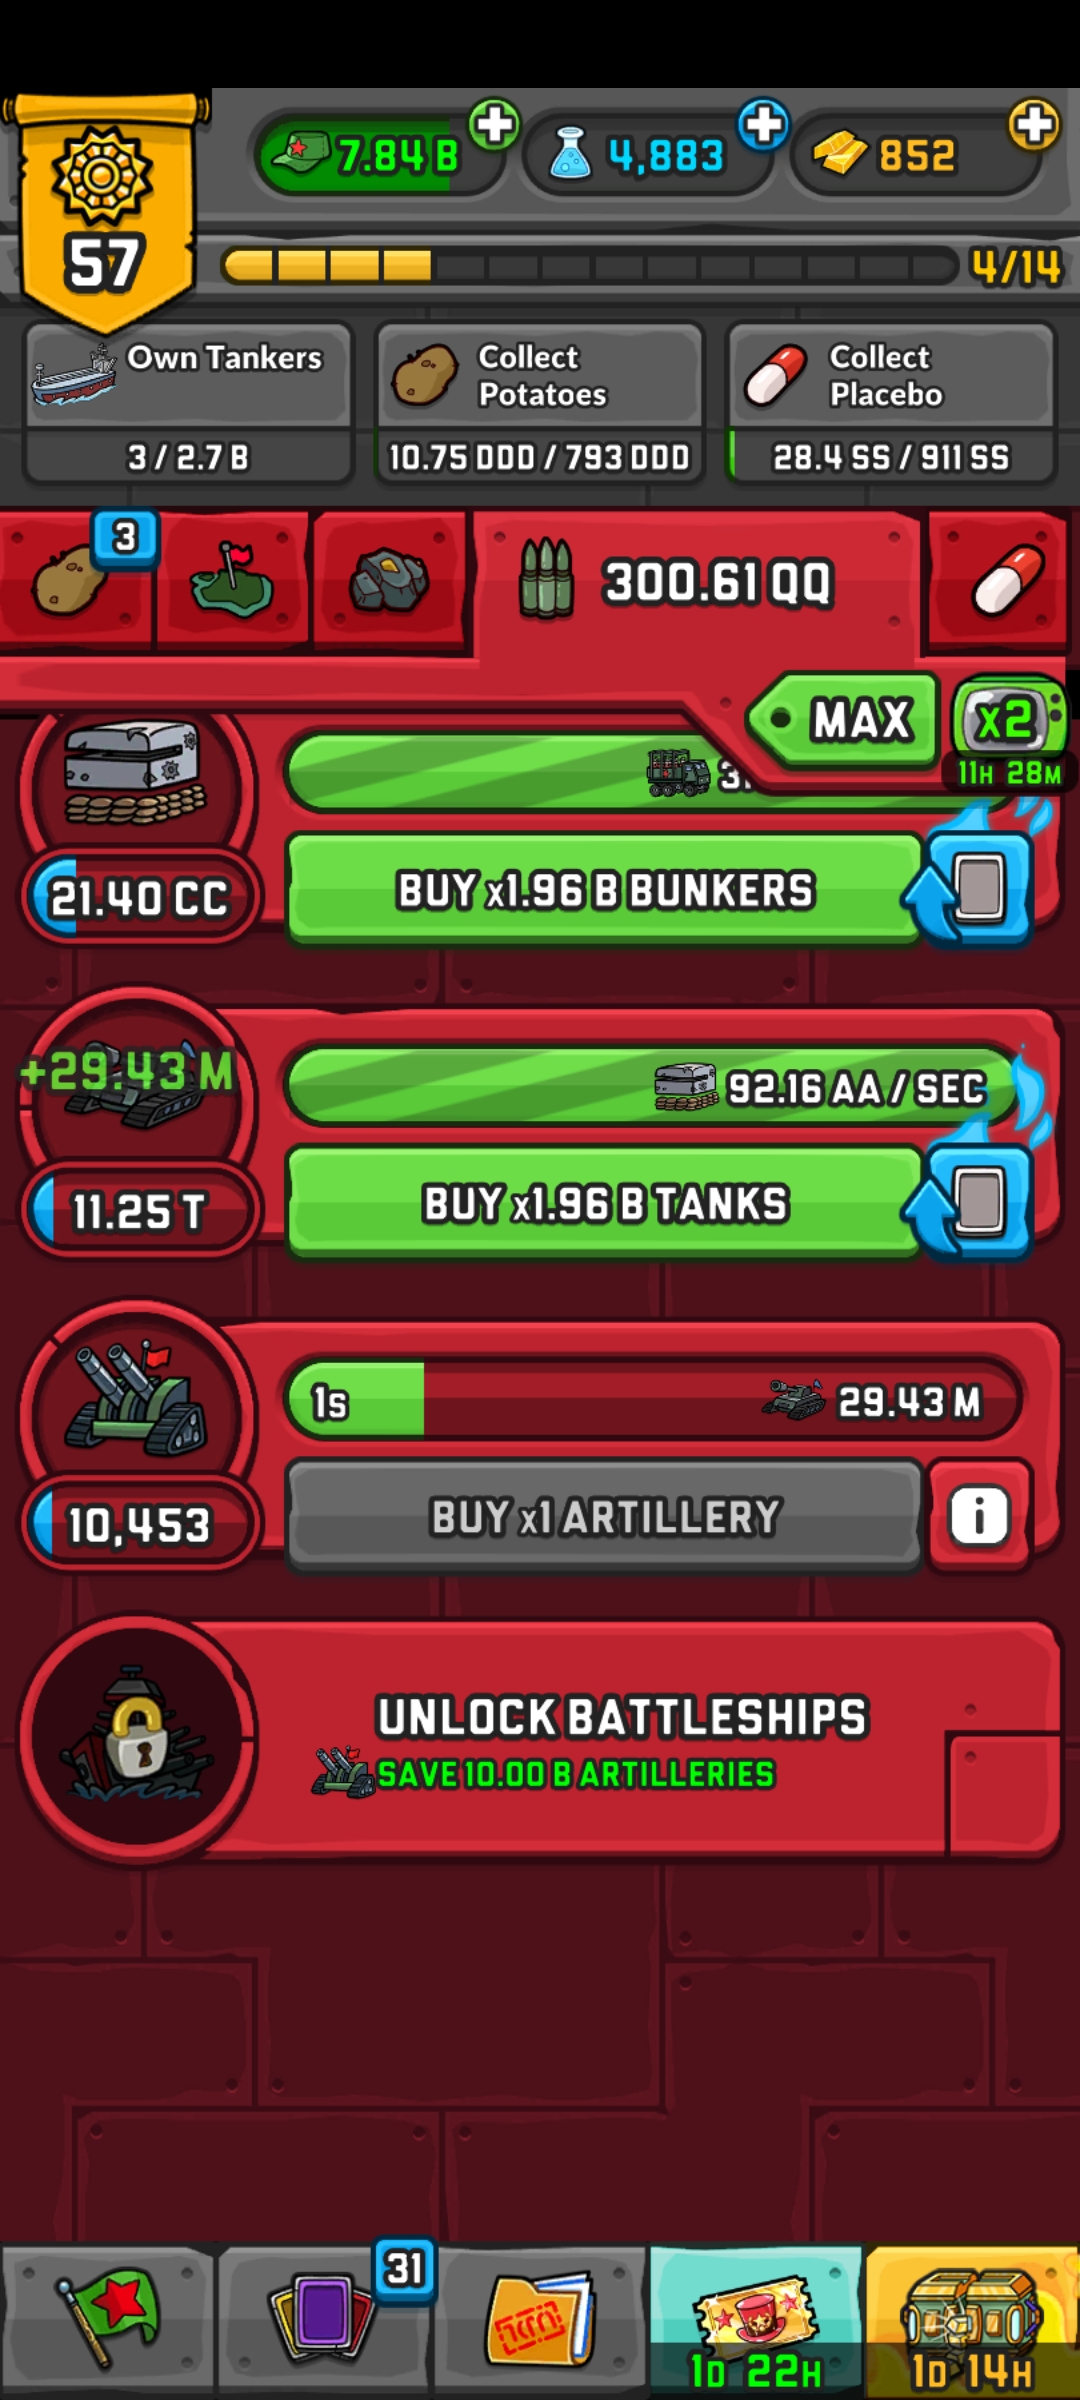 7.84 B
4,883
852
57
4/14
Own Tankers
3 / 2.7 B
Collect
Potatoes
10.75 DDD / 793 DDD
Collect
Placebo
28.4 SS / 911 SS
3
300.61 QQ
MAX
x2
11H 28M
21.40 CC
BUY x1.96 B BUNKERS
+29.43 M
92.16 AA / SEC
11.25 T
BUY x1.96 B TANKS
1s
29.43 M
10,453
BUY x1 ARTILLERY
i
UNLOCK BATTLESHIPS
SAVE 10.00 B ARTILLERIES
31
1D 22H
1D 14H